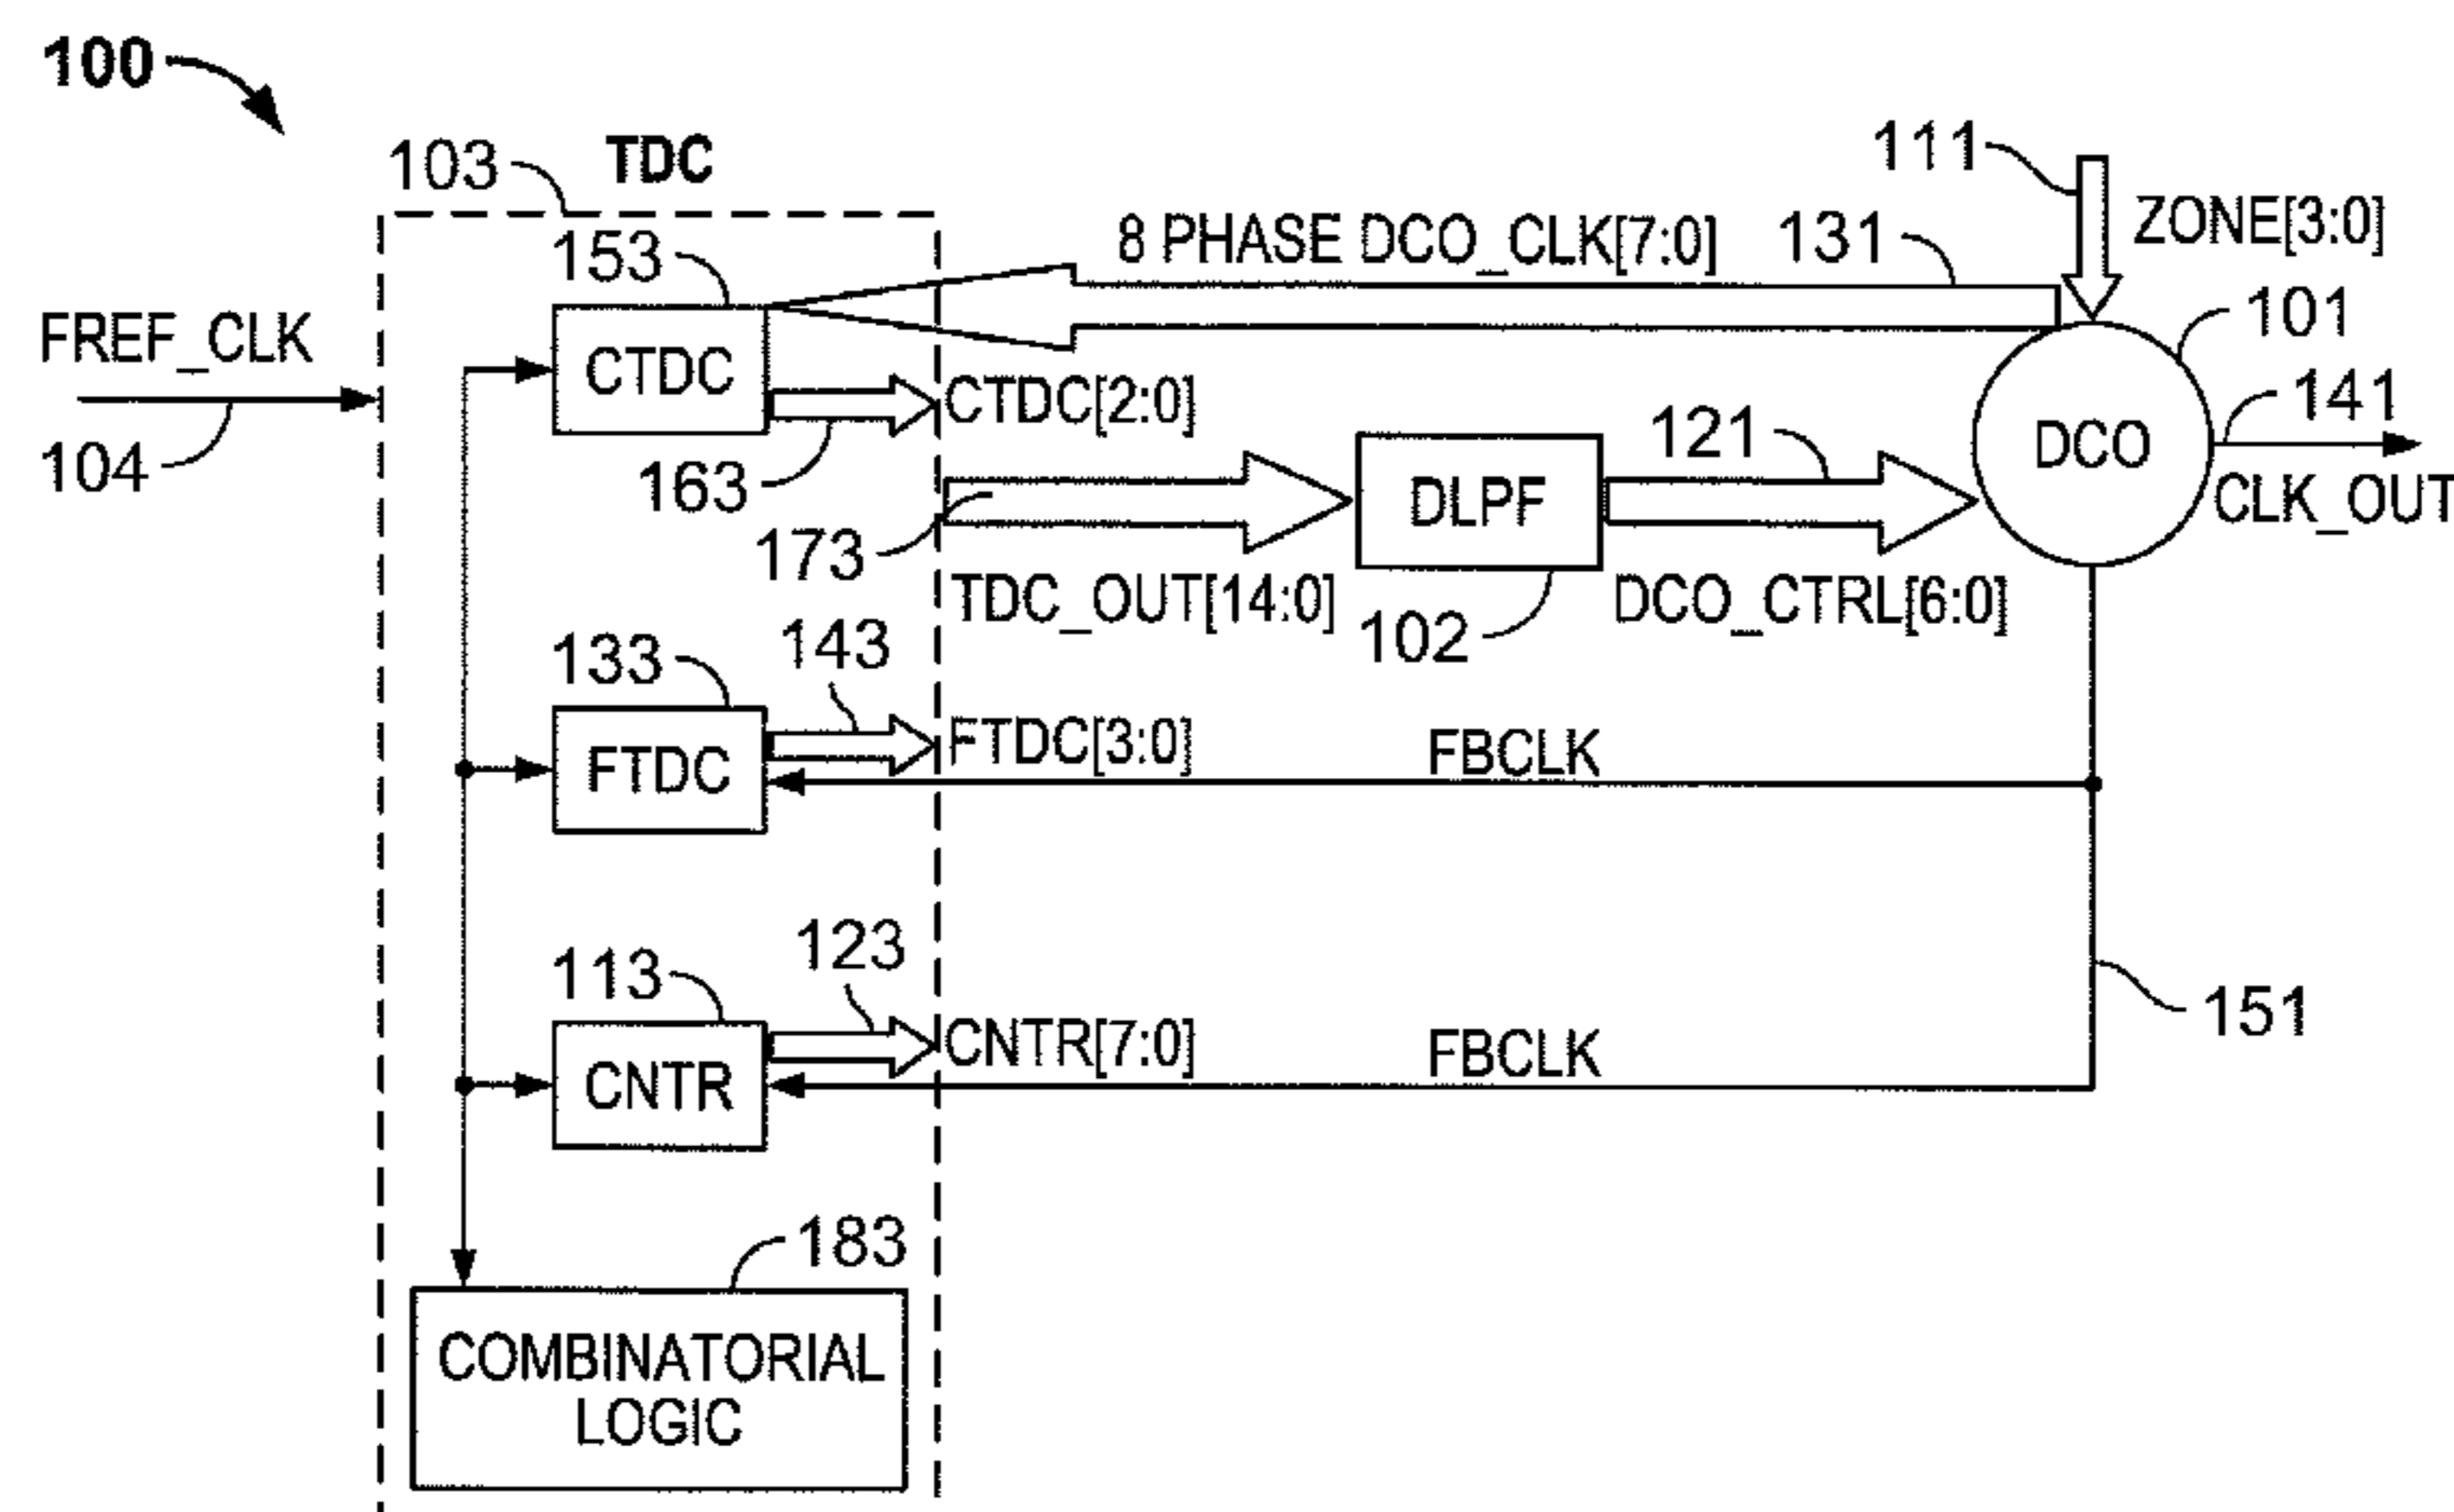 100
103
TDC
111
153
8 PHASE DCO_CLK[7:0]
131
ZONE[3:0]
101
FREF_CLK
CTDC
CTDC[2:0]
141
104
163
121
DCO
173
DLPF
CLK_OUT
TDC_OUT[14:0]
102
DCO_CTRL[6:0]
133
143
FTDC
FTDC[3:0]
FBCLK
113
123
151
CNTR
CNTR[7:0]
FBCLK
183
COMBINATORIAL
LOGIC